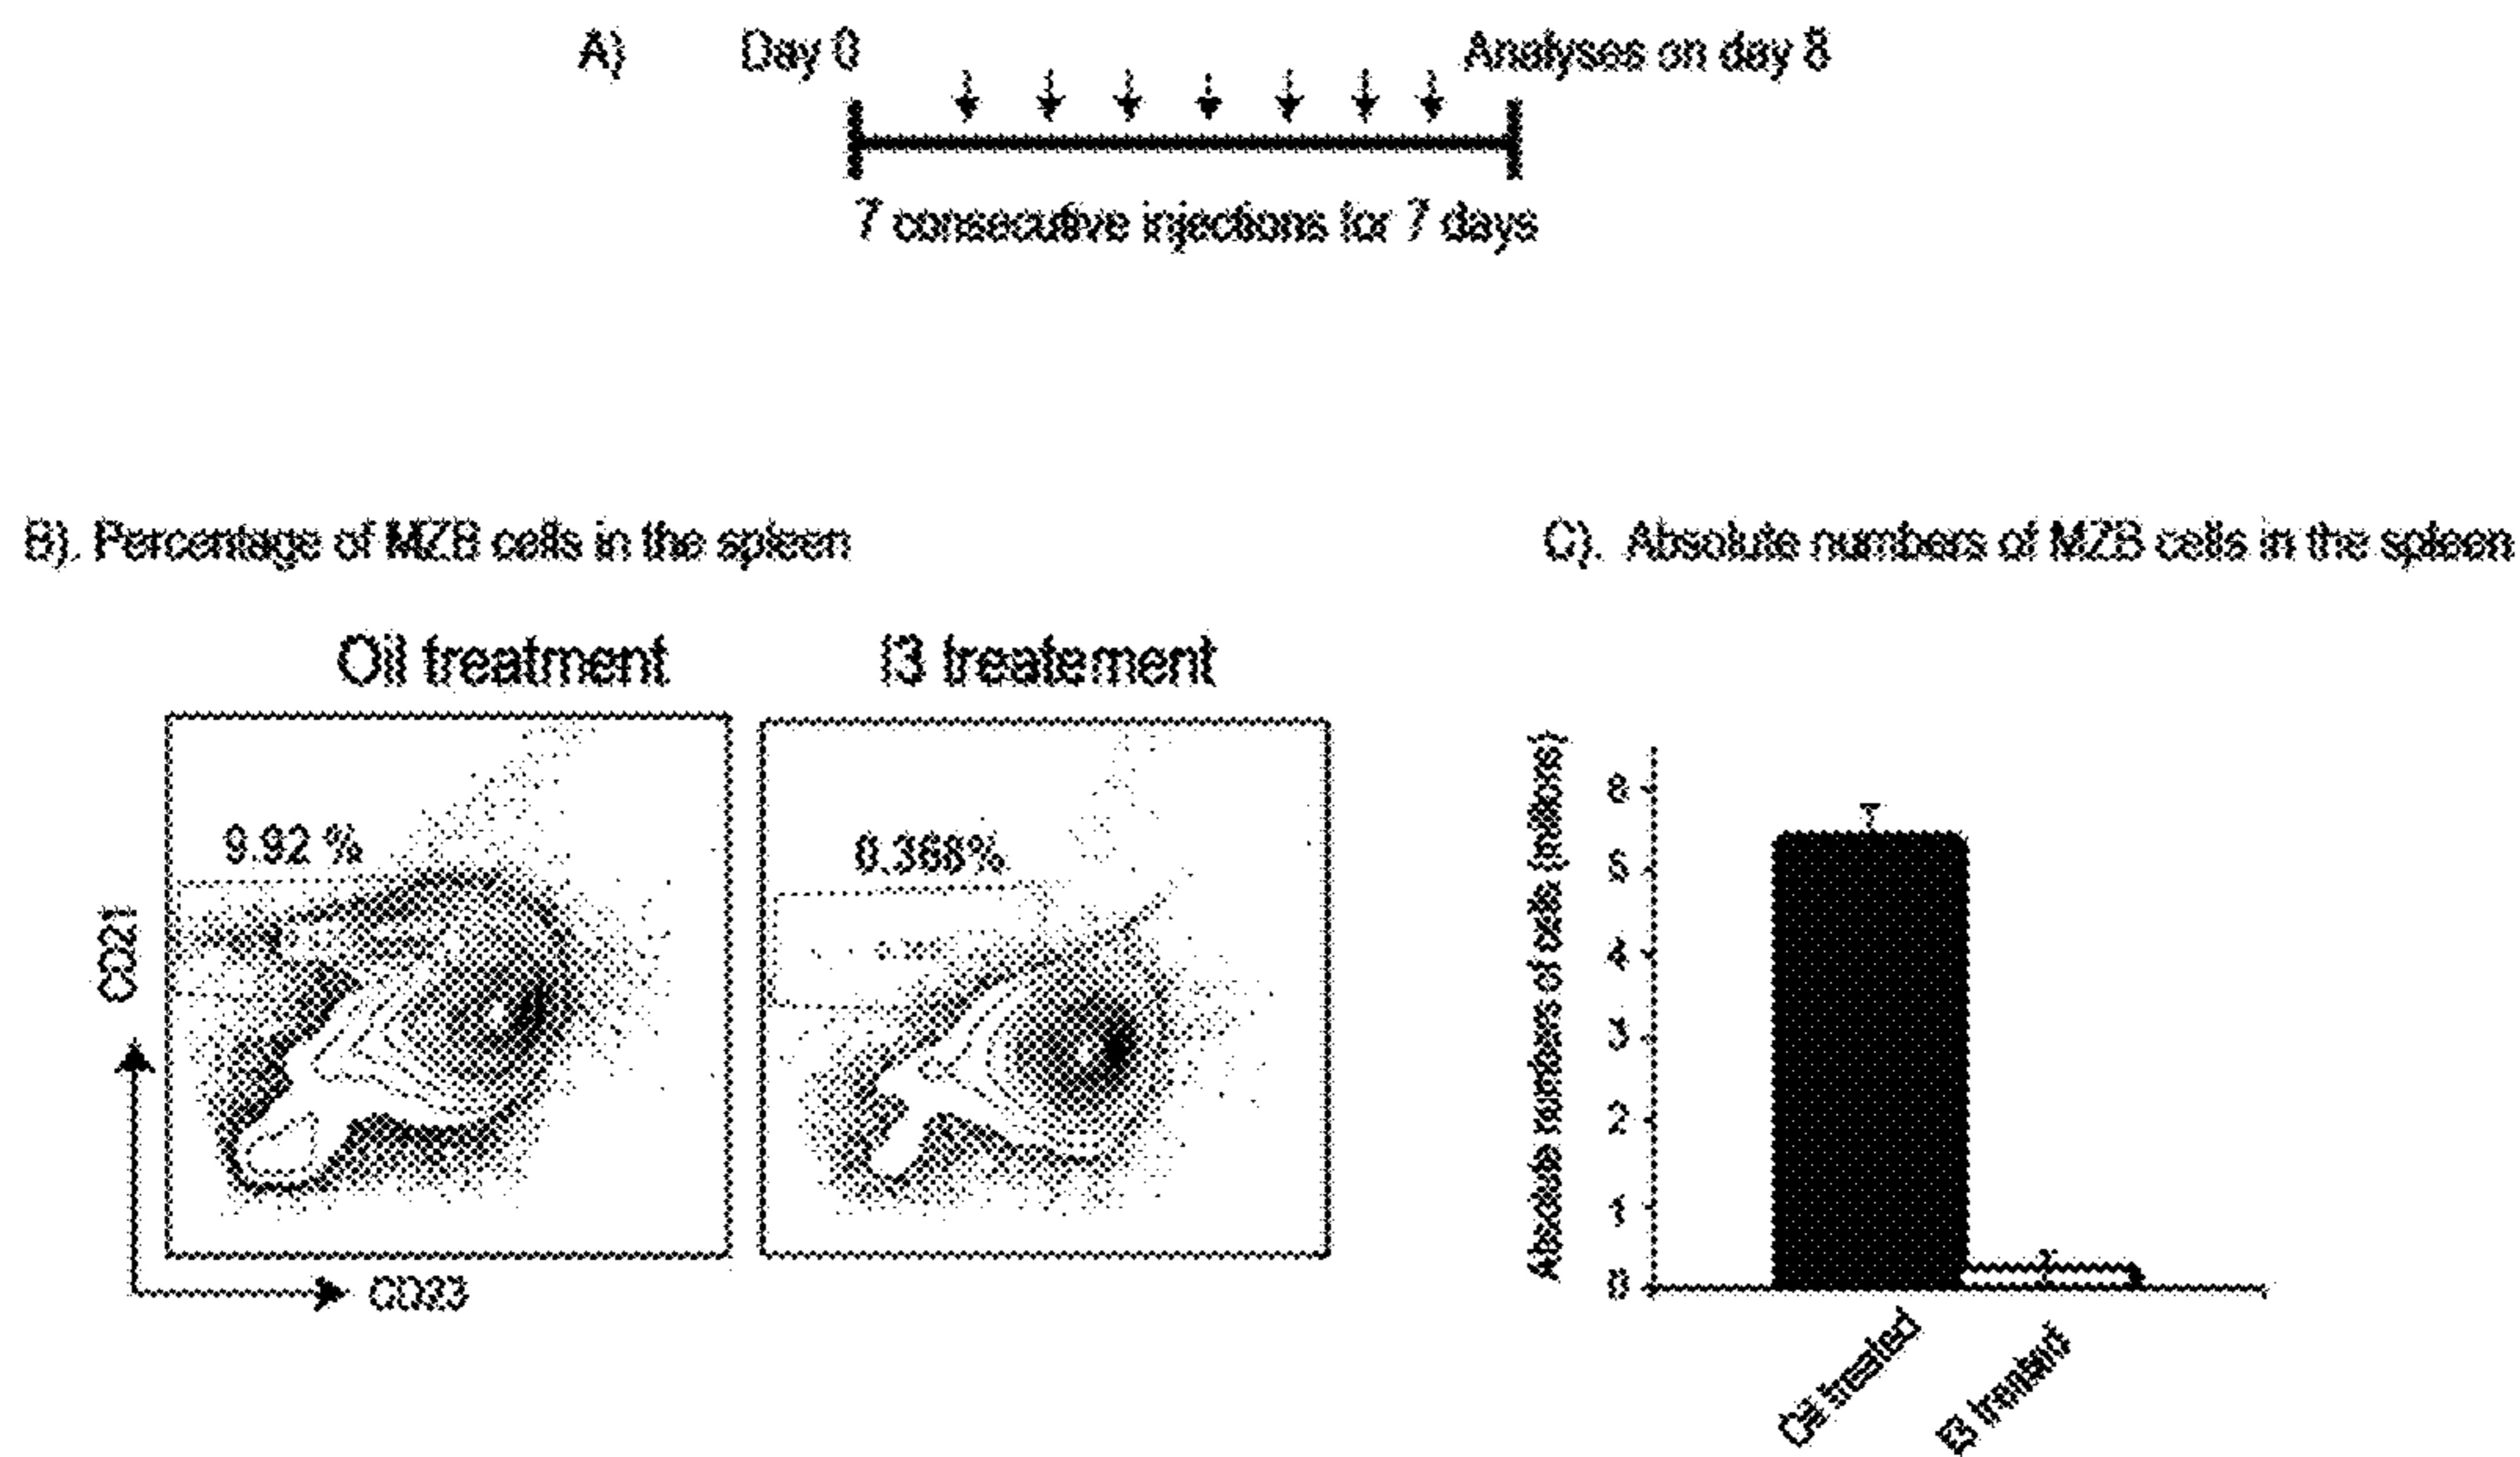 A) Day 0 Analyses on day 8
7 consecutive injections for 7 days
B). Percentage of MZB cells in the spleen
C). Absolute numbers of MZB cells in the spleen
Oil treatment
I3 treatement
9.92 %
0.368%
CD21
CD23
Absolute numbers of cells (millions)
6
5
4
3
2
1
0
Oil treated
I3